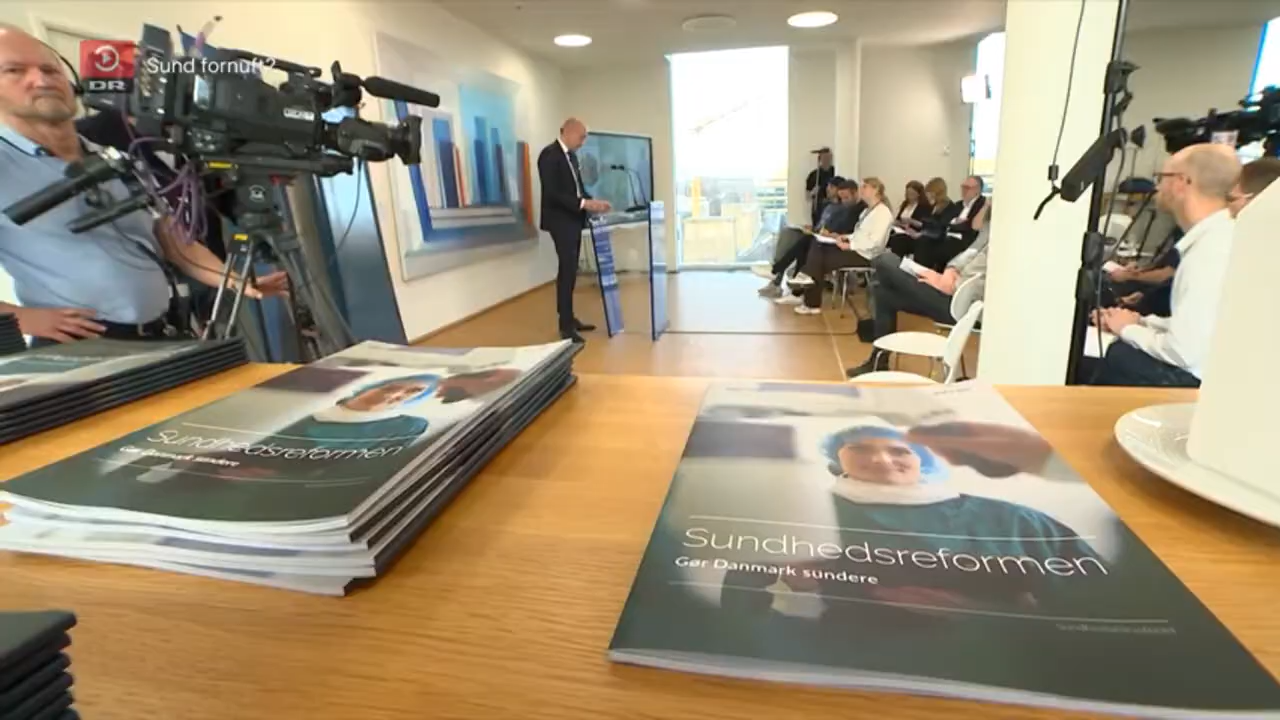 DR
Sund fornuft?
Sundhedsreformen
Gør Danmark sundere
Sundhedsreformen
Gør Danmark sundere